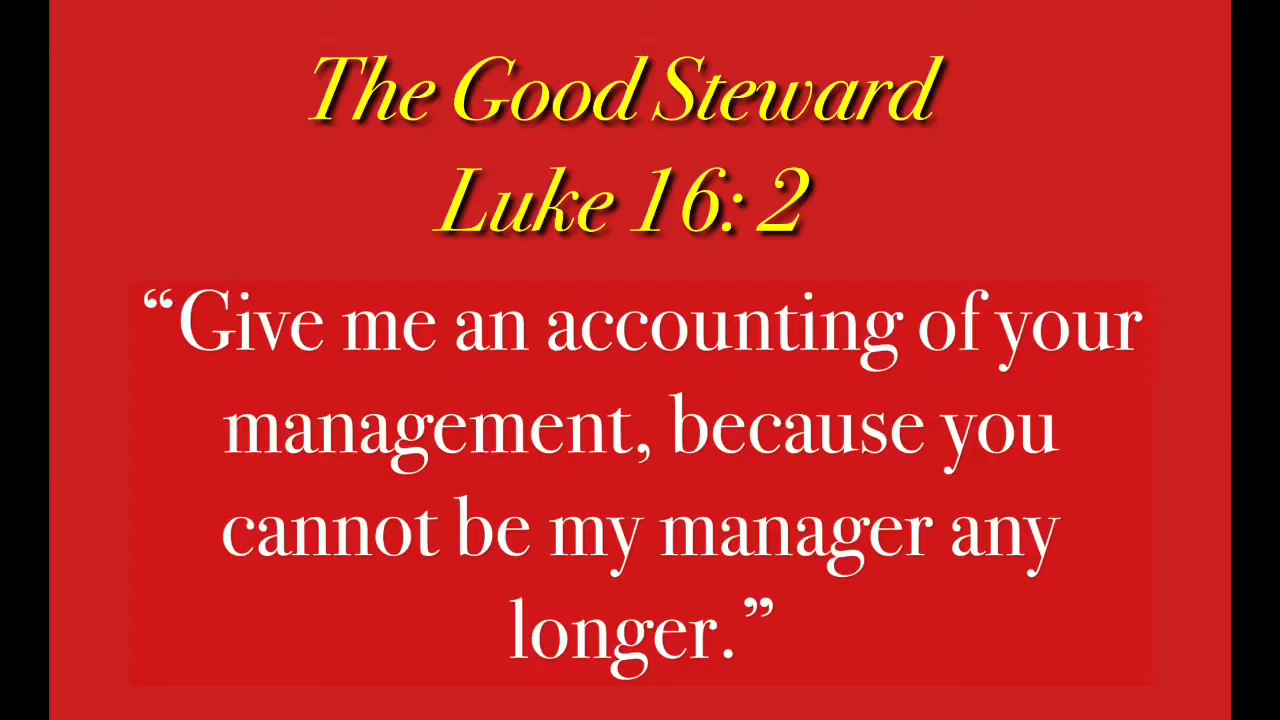 The Good Steward
Luke 16: 2
“Give me an accounting of your
management, because you
cannot be my manager any
longer.”